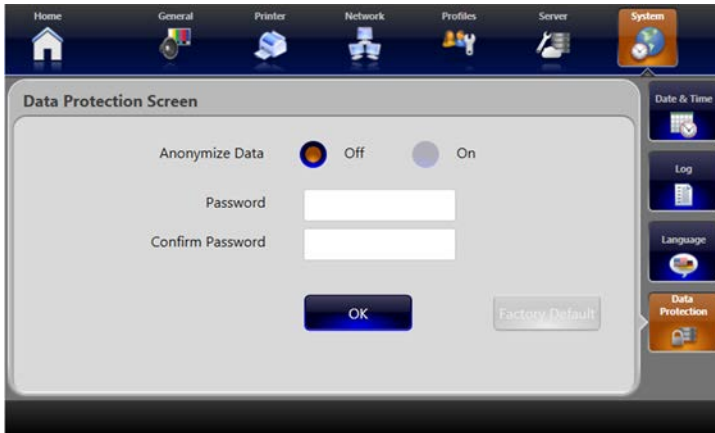 Home General Printer Network Profiles Server System
Data Protection Screen
Date & Time
Anonymize Data Off On
Log
Password
Confirm Password
Language
Data
Protection
OK Factory Default